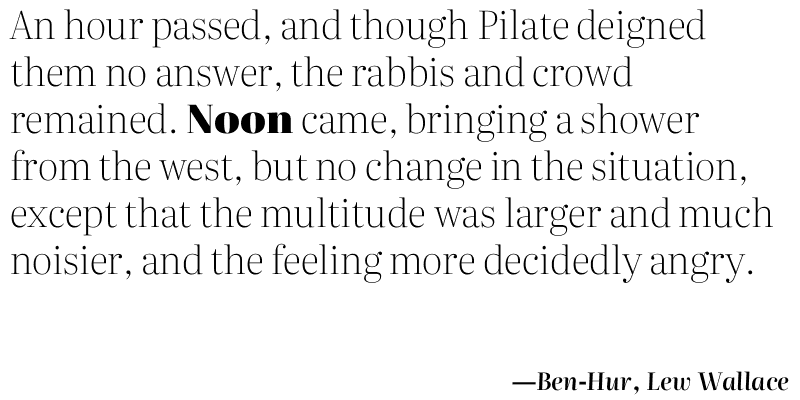 An hour passed, and though Pilate deigned
them no answer, the rabbis and crowd
remained. Noon came, bringing a shower
from the west, but no change in the situation,
except that the multitude was larger and much
noisier, and the feeling more decidedly angry.
—Ben-Hur, Lew Wallace